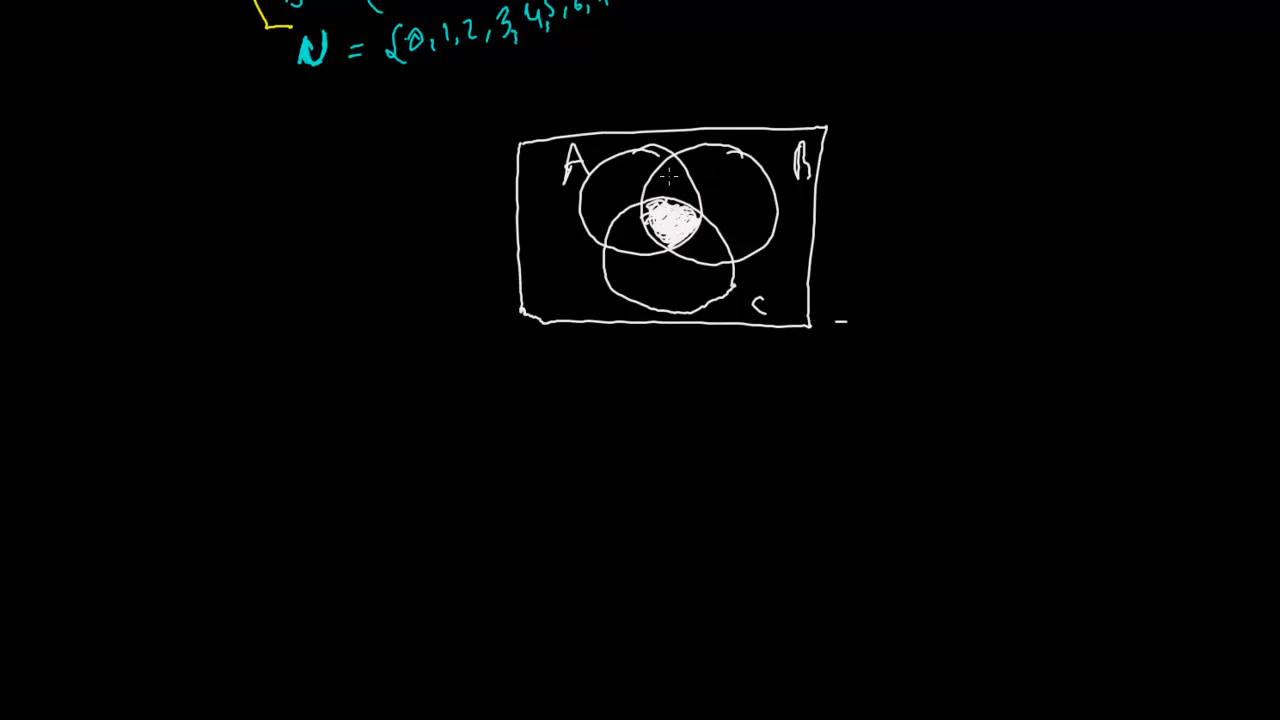 N = {0, 1, 2, 3, 4, 5, 6,
A B
C